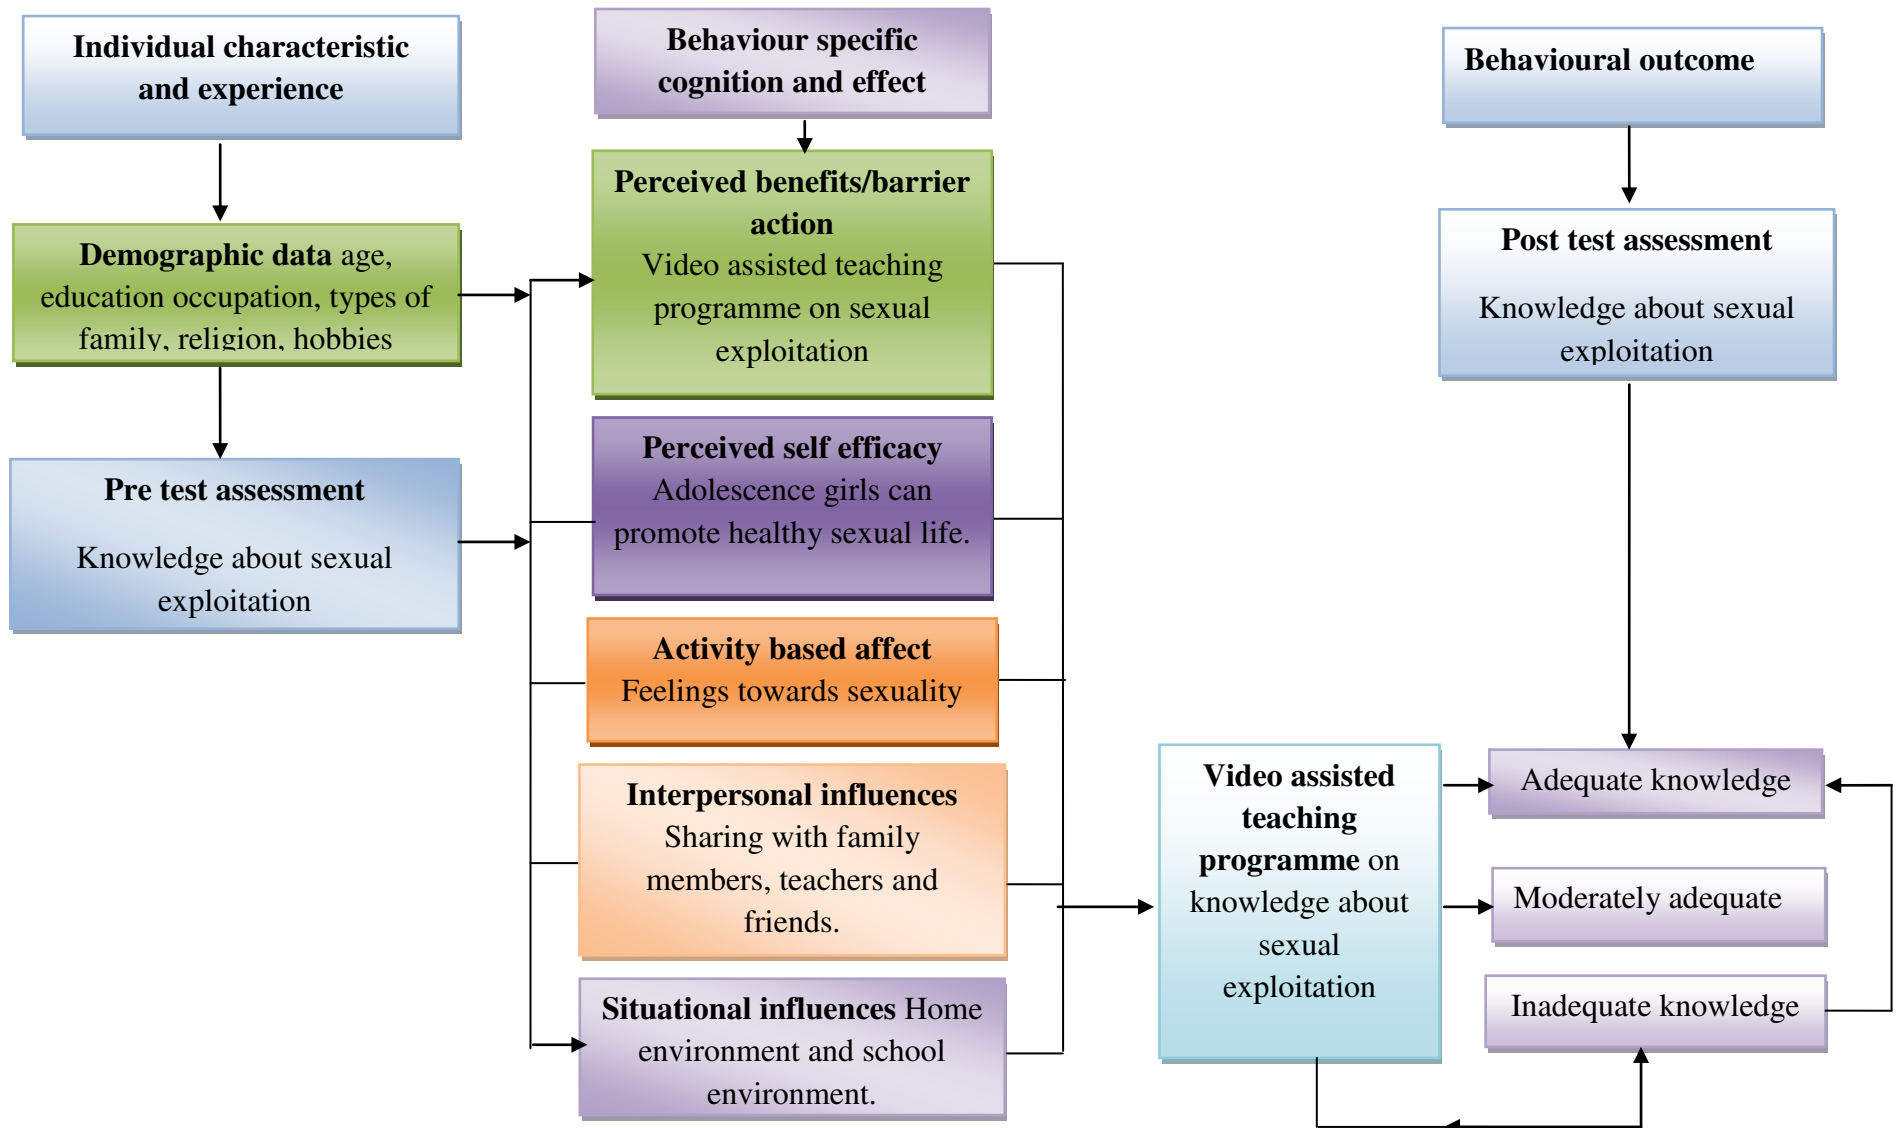 Individual characteristic
and experience
Demographic data age,
education occupation, types of
family, religion, hobbies
Pre test assessment
Knowledge about sexual
exploitation
Behaviour specific
cognition and effect
Perceived benefits/barrier
action
Video assisted teaching
programme on sexual
exploitation
Perceived self efficacy
Adolescence girls can
promote healthy sexual life.
Activity based affect
Feelings towards sexuality
Interpersonal influences
Sharing with family
members, teachers and
friends.
Situational influences Home
environment and school
environment.
Video assisted
teaching
programme on
knowledge about
sexual
exploitation
Behavioural outcome
Post test assessment
Knowledge about sexual
exploitation
Adequate knowledge
Moderately adequate
Inadequate knowledge